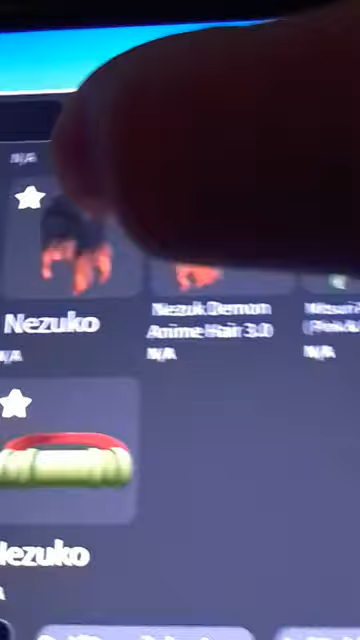 N/A
Nezuko
Nezuk Demon
Anime Hair 3.0
N/A
N/A
N/A
Nezuko